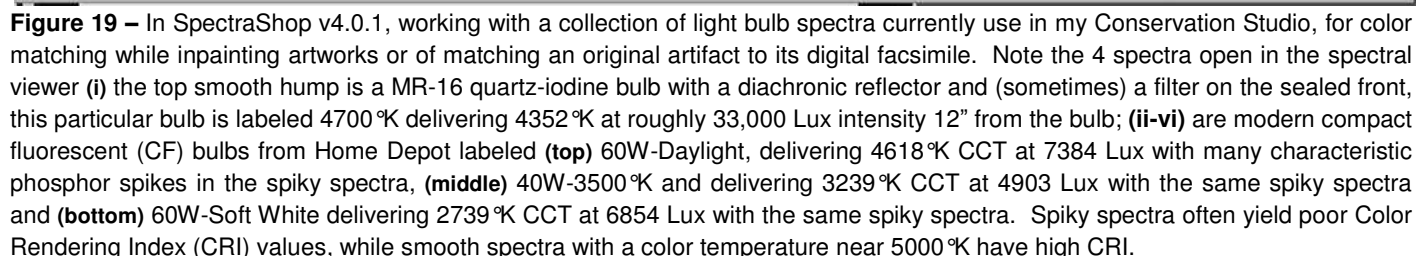 Figure 19 – In SpectraShop v4.0.1, working with a collection of light bulb spectra currently use in my Conservation Studio, for color
matching while inpainting artworks or of matching an original artifact to its digital facsimile. Note the 4 spectra open in the spectral
viewer (i) the top smooth hump is a MR-16 quartz-iodine bulb with a diachronic reflector and (sometimes) a filter on the sealed front,
this particular bulb is labeled 4700°K delivering 4352°K at roughly 33,000 Lux intensity 12” from the bulb; (ii-vi) are modern compact
fluorescent (CF) bulbs from Home Depot labeled (top) 60W-Daylight, delivering 4618°K CCT at 7384 Lux with many characteristic
phosphor spikes in the spiky spectra, (middle) 40W-3500°K and delivering 3239°K CCT at 4903 Lux with the same spiky spectra
and (bottom) 60W-Soft White delivering 2739°K CCT at 6854 Lux with the same spiky spectra. Spiky spectra often yield poor Color
Rendering Index (CRI) values, while smooth spectra with a color temperature near 5000°K have high CRI.